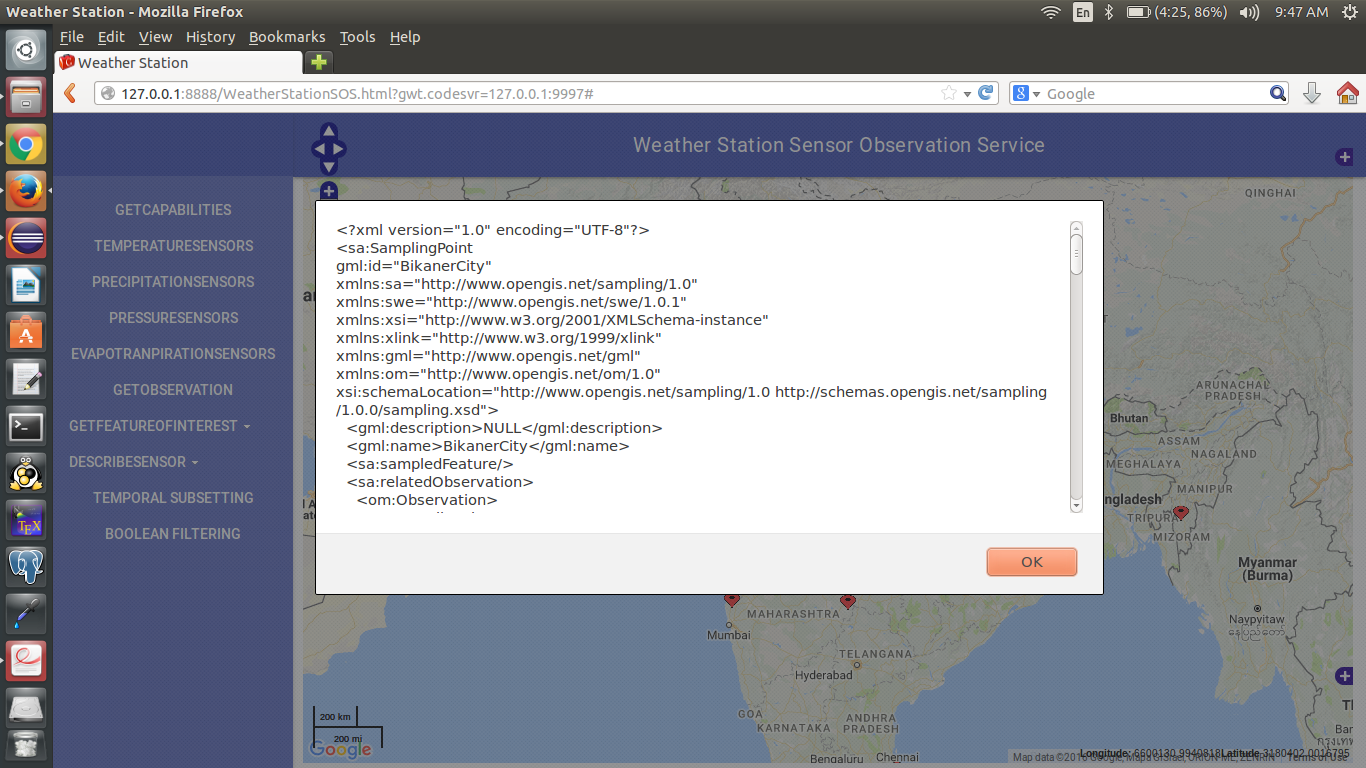 Weather Station - Mozilla Firefox
En
(4:25, 86%)
9:47 AM
File Edit View History Bookmarks Tools Help
Weather Station
127.0.0.1:8888/WeatherStationSOS.html?gwt.codesvr=127.0.0.1:9997#
Google
Weather Station Sensor Observation Service
GETCAPABILITIES
TEMPERATURESENSORS
PRECIPITATIONSENSORS
PRESSURESENSORS
EVAPOTRANPIRATIONSENSORS
GETOBSERVATION
GETFEATUREOFINTEREST
DESCRIBESENSOR
TEMPORAL SUBSETTING
BOOLEAN FILTERING
<?xml version="1.0" encoding="UTF-8"?>
<sa:SamplingPoint
gml:id="BikanerCity"
xmlns:sa="http://www.opengis.net/sampling/1.0"
xmlns:swe="http://www.opengis.net/swe/1.0.1"
xmlns:xsi="http://www.w3.org/2001/XMLSchema-instance"
xmlns:xlink="http://www.w3.org/1999/xlink"
xmlns:gml="http://www.opengis.net/gml"
xmlns:om="http://www.opengis.net/om/1.0"
xsi:schemaLocation="http://www.opengis.net/sampling/1.0 http://schemas.opengis.net/sampling
/1.0.0/sampling.xsd">
<gml:description>NULL</gml:description>
<gml:name>BikanerCity</gml:name>
<sa:sampledFeature/>
<sa:relatedObservation>
<om:Observation>
OK
QINGHAI
ARUNACHAL
PRADESH
Bhutan
ASSAM
NAGALAND
MEGHALAYA
MANIPUR
ngladesh
TRIPURA
MIZORAM
Myanmar
(Burma)
Naypyitaw
နေပြည်တော်
MAHARASHTRA
Mumbai
TELANGANA
Hyderabad
GOA
KARNATAKA
ANDHRA
PRADESH
Bengaluru
Chennai
200 km
200 mi
Google
Map data ©2016 Google, Mapa GISrael, ORION-ME, ZENRIN
Terms of Use
Longitude: 6600130.9940818 Latitude 3180402.0016795